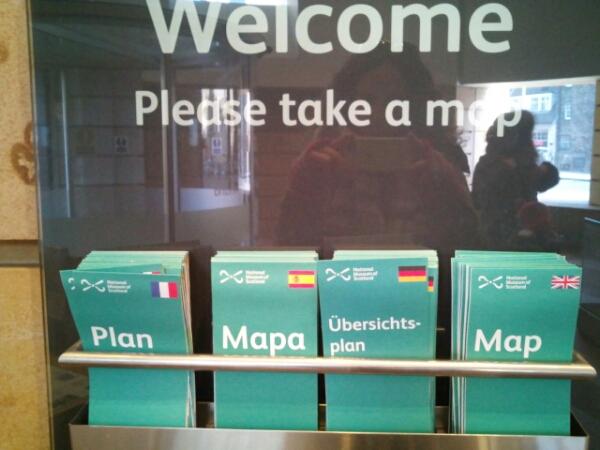 Welcome
Please take a map
National
Museum of
Scotland
Plan
National
Museum of
Scotland
Mapa
National
Museum of
Scotland
Übersichts-
plan
National
Museum of
Scotland
Map